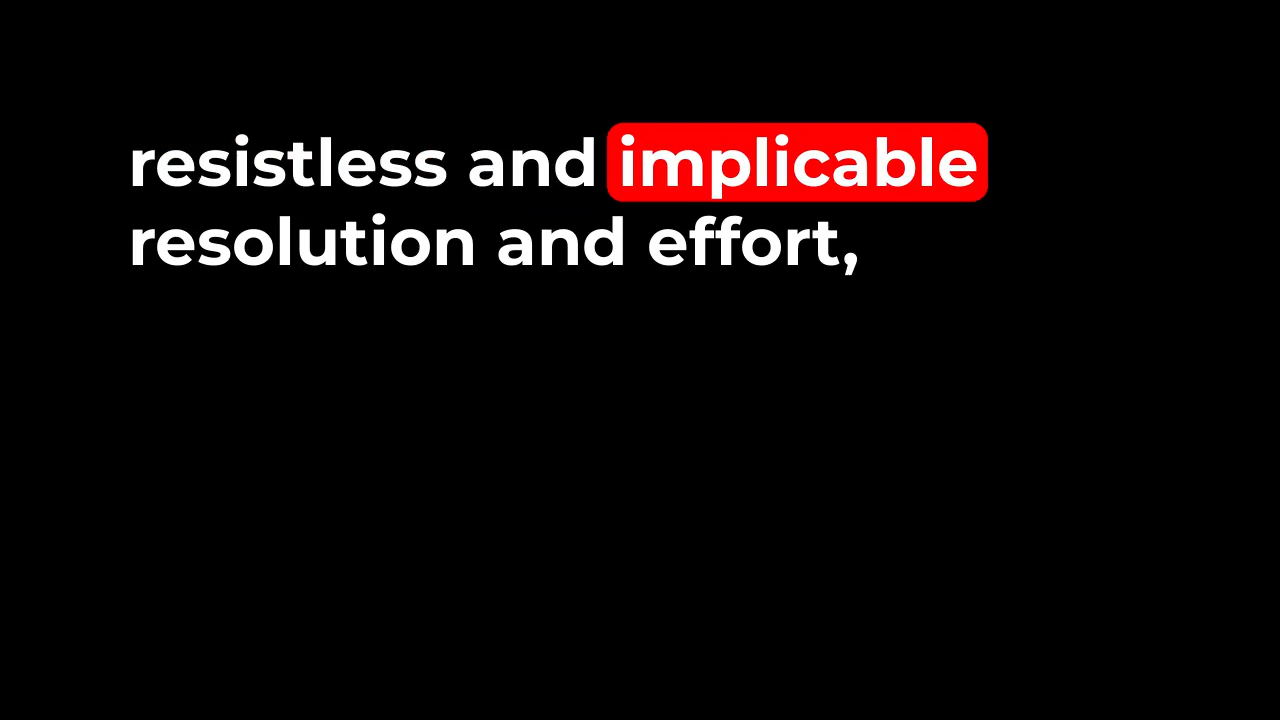 resistless and implicable
resolution and effort,